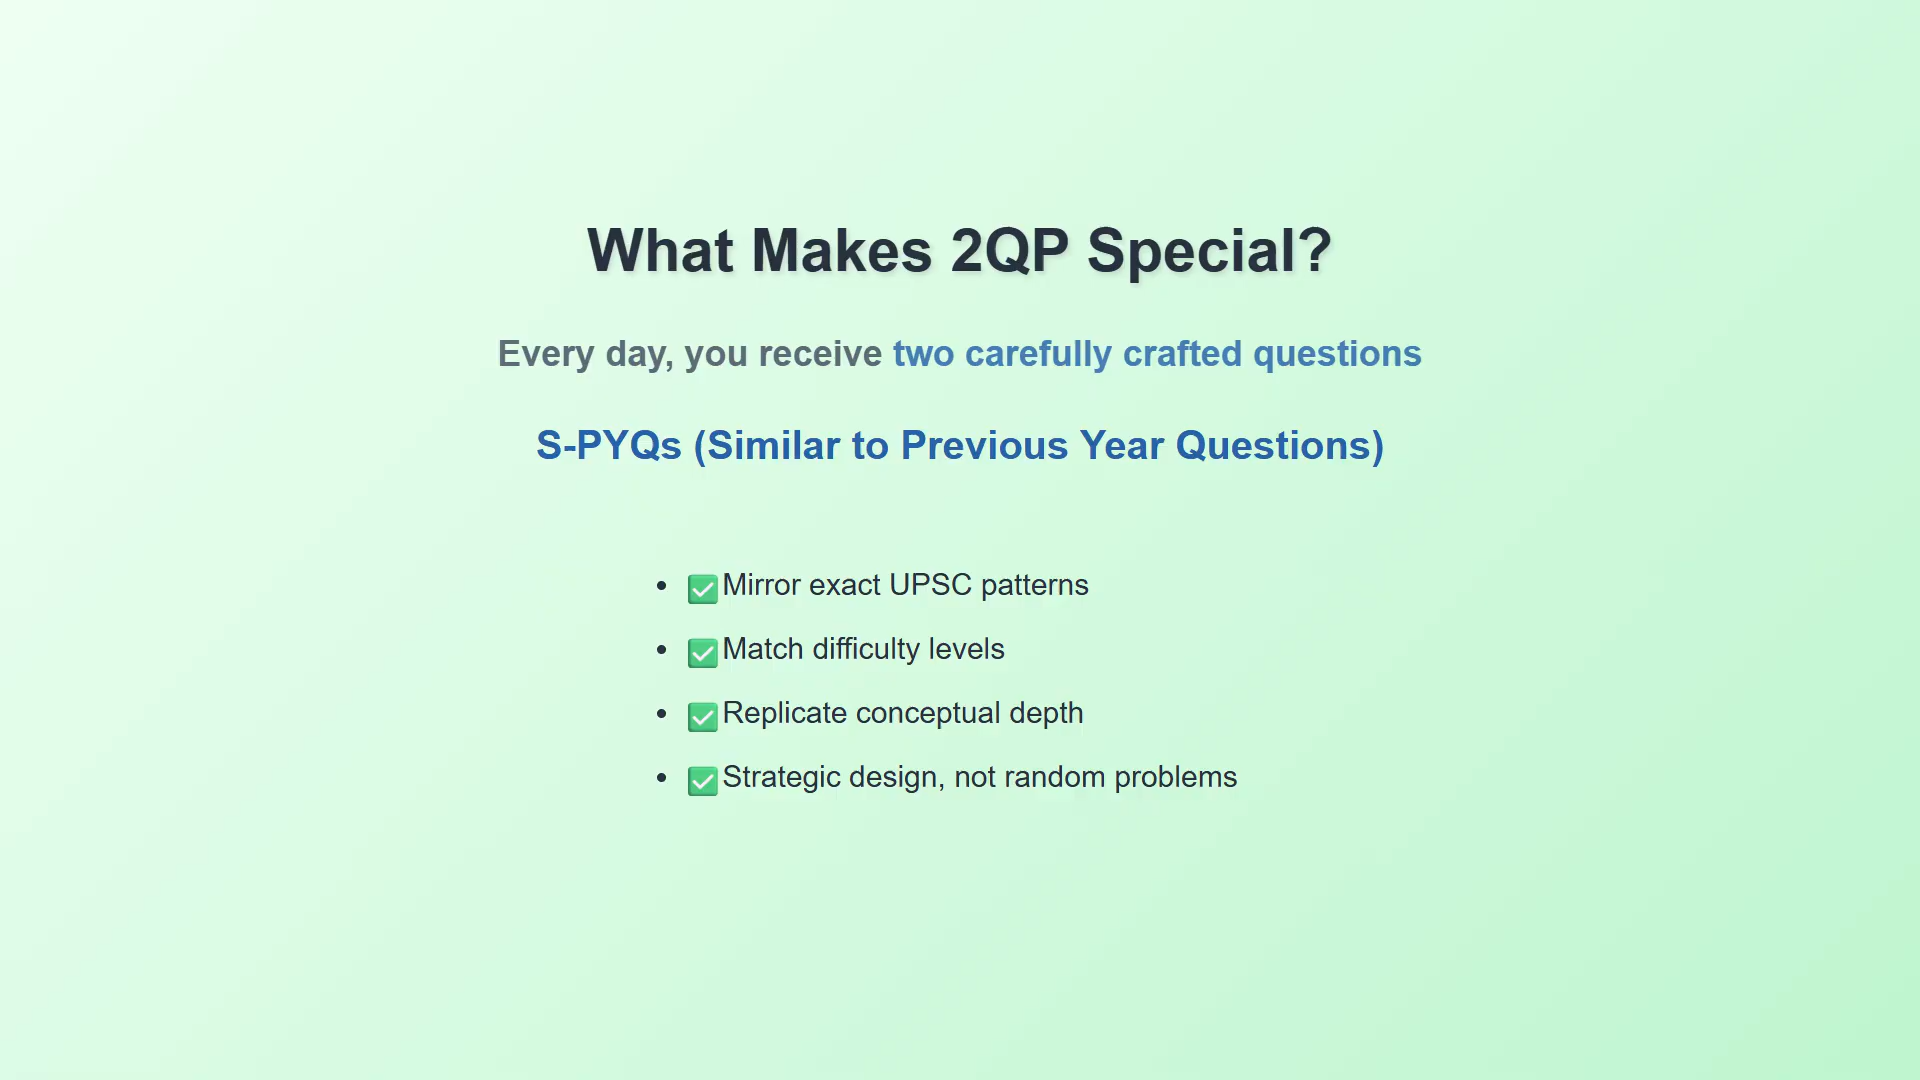 What Makes 2QP Special?
Every day, you receive two carefully crafted questions
S-PYQs (Similar to Previous Year Questions)
• ✅ Mirror exact UPSC patterns
• ✅ Match difficulty levels
• ✅ Replicate conceptual depth
• ✅ Strategic design, not random problems